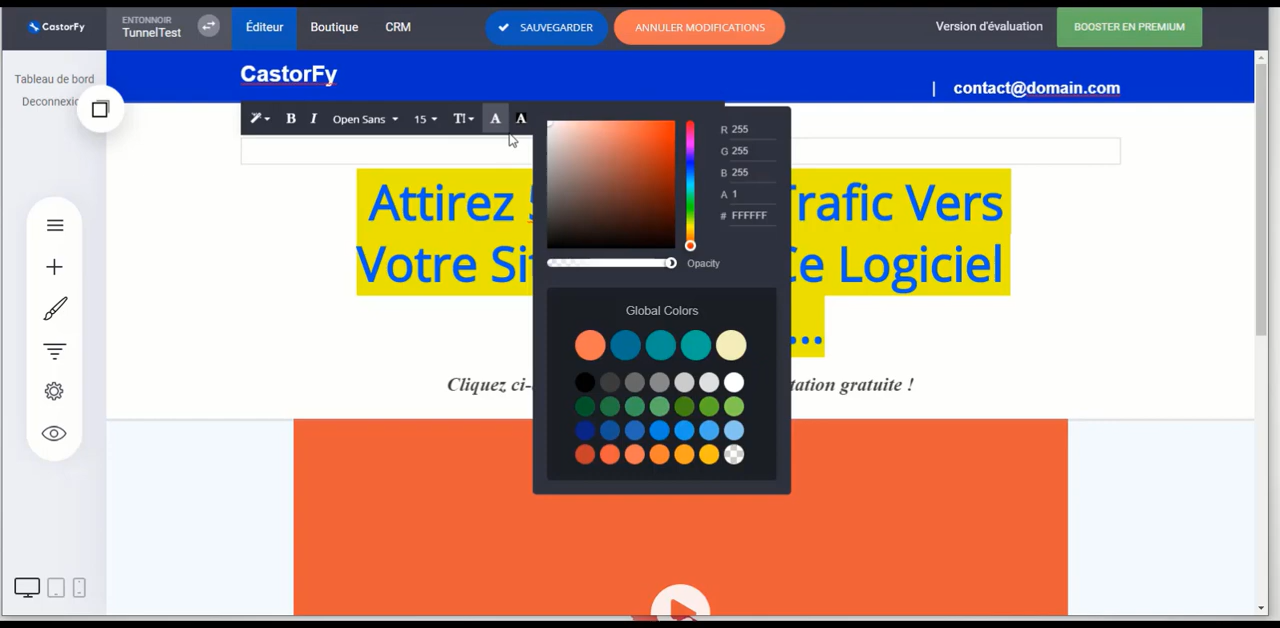 CastorFy
ENTONNOIR
TunnelTest
Éditeur
Boutique
CRM
SAUVEGARDER
ANNULER MODIFICATIONS
Version d'évaluation
BOOSTER EN PREMIUM
Tableau de bord
Deconnexio
CastorFy
| contact@domain.com
B I Open Sans 15 A A
R 255
G 255
B 255
A 1
# FFFFFF
Opacity
Global Colors
Attirez rafic Vers
Votre Si Ce Logiciel
...
Cliquez ci- tation gratuite !